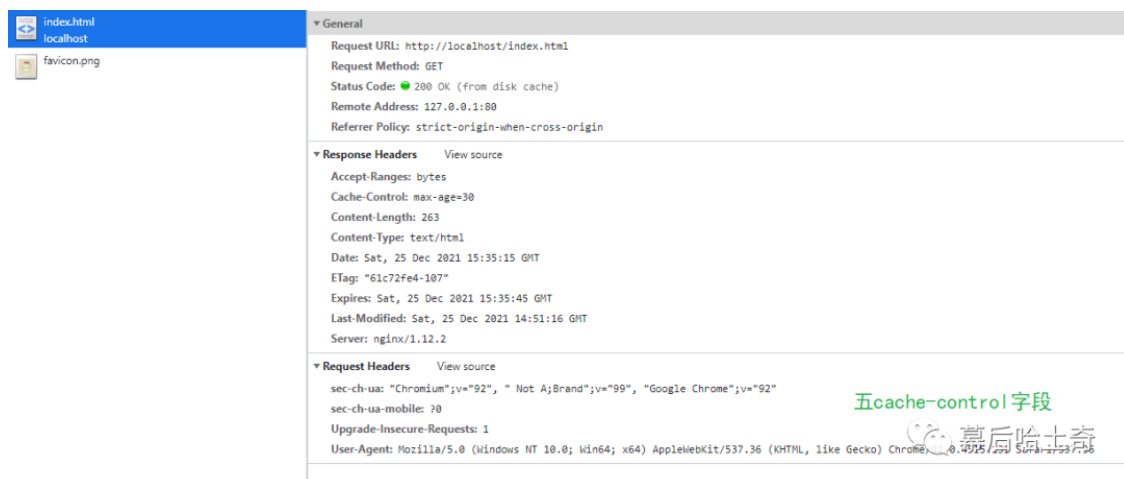 index.html
localhost
favicon.png
General
Request URL: http://localhost/index.html
Request Method: GET
Status Code: 200 OK (from disk cache)
Remote Address: 127.0.0.1:80
Referrer Policy: strict-origin-when-cross-origin
Response Headers View source
Accept-Ranges: bytes
Cache-Control: max-age=30
Content-Length: 263
Content-Type: text/html
Date: Sat, 25 Dec 2021 15:35:15 GMT
ETag: "61c72fe4-107"
Expires: Sat, 25 Dec 2021 15:35:45 GMT
Last-Modified: Sat, 25 Dec 2021 14:51:16 GMT
Server: nginx/1.12.2
Request Headers View source
sec-ch-ua: "Chromium";v="92", " Not A;Brand";v="99", "Google Chrome";v="92"
五cache-control字段
sec-ch-ua-mobile: ?0
Upgrade-Insecure-Requests: 1
幕后哈士奇
User-Agent: Mozilla/5.0 (Windows NT 10.0; Win64; x64) AppleWebKit/537.36 (KHTML, like Gecko)